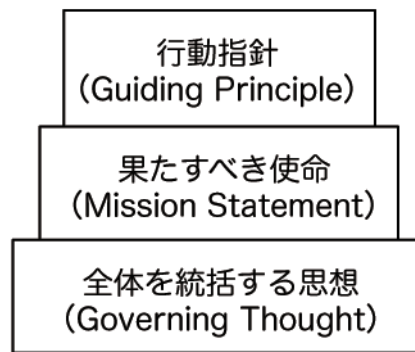 行動指針
(Guiding Principle)
果たすべき使命
(Mission Statement)
全体を統括する思想
(Governing Thought)